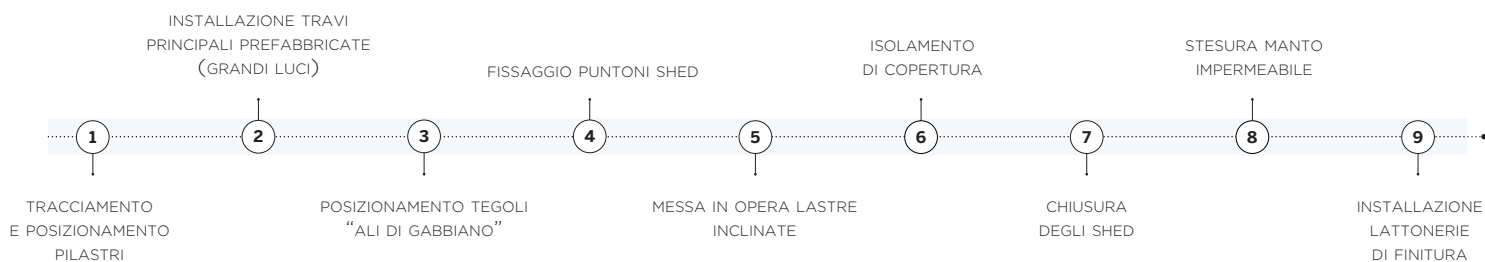 1
TRACCIAMENTO
E POSIZIONAMENTO
PILASTRI
INSTALLAZIONE TRAVI
PRINCIPALI PREFABBRICATE
(GRANDI LUCI)
2
3
POSIZIONAMENTO TEGOLI
“ALI DI GABBIANO”
FISSAGGIO PUNTONI SHED
4
5
MESSA IN OPERA LASTRE
INCLINATE
ISOLAMENTO
DI COPERTURA
6
7
CHIUSURA
DEGLI SHED
STESURA MANTO
IMPERMEABILE
8
9
INSTALLAZIONE
LATTONERIE
DI FINITURA